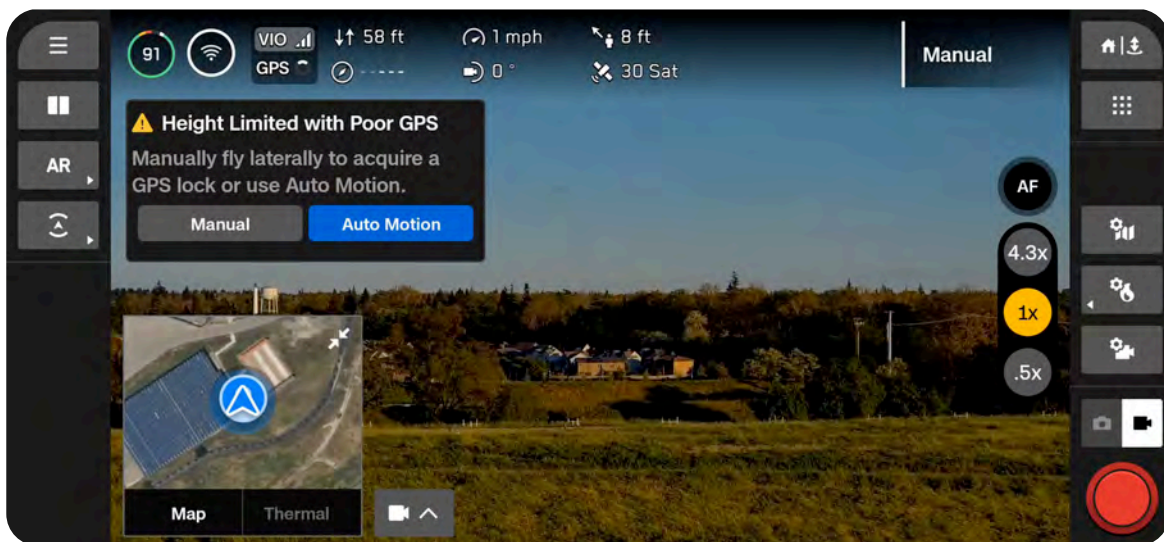 91
VIO
GPS
58 ft
-----
1 mph
0 °
8 ft
30 Sat
Manual
Height Limited with Poor GPS
Manually fly laterally to acquire a
GPS lock or use Auto Motion.
Manual
Auto Motion
AR
AF
4.3x
1x
.5x
Map
Thermal